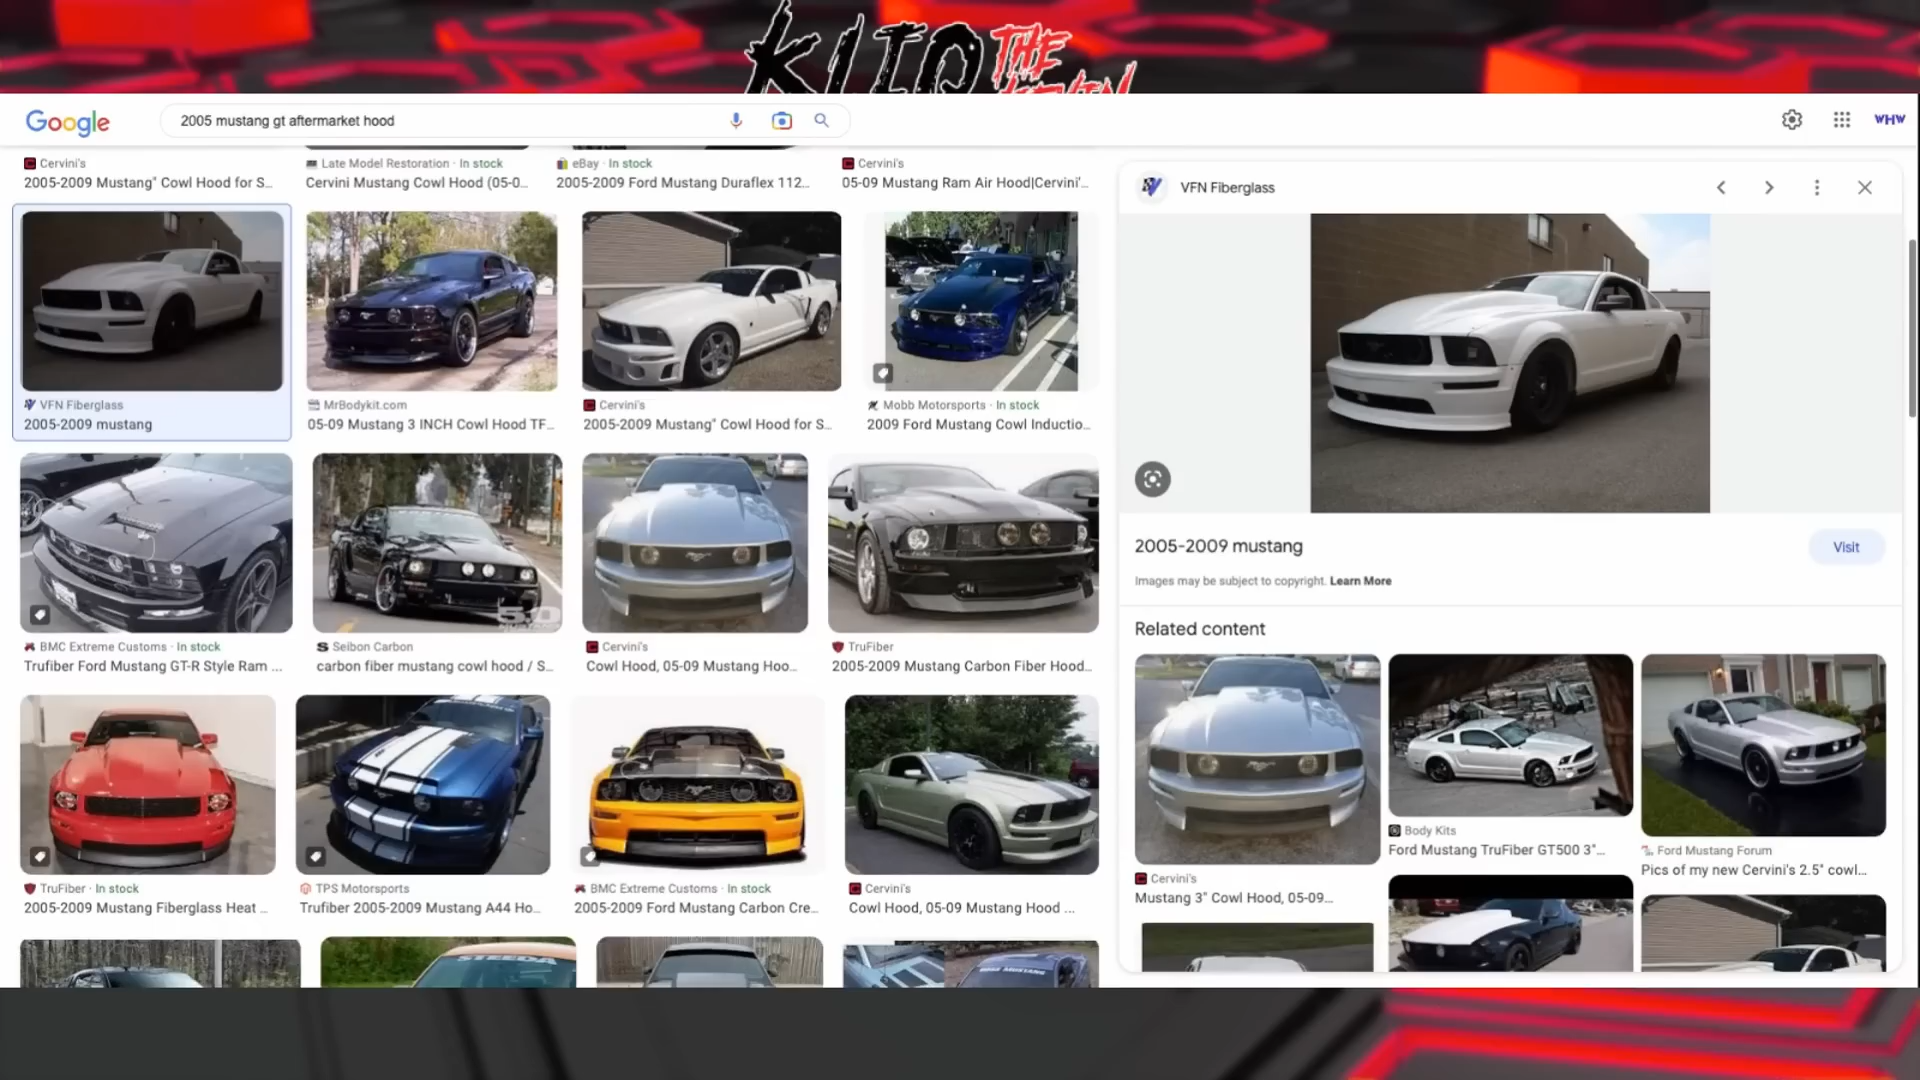 KITO THE
Google
2005 mustang gt aftermarket hood
WHW
Cervini's
2005-2009 Mustang" Cowl Hood for S...
Late Model Restoration · In stock
Cervini Mustang Cowl Hood (05-0...
eBay · In stock
2005-2009 Ford Mustang Duraflex 112...
Cervini's
05-09 Mustang Ram Air Hood|Cervini'...
VFN Fiberglass
2005-2009 mustang
MrBodykit.com
05-09 Mustang 3 INCH Cowl Hood TF...
Cervini's
2005-2009 Mustang" Cowl Hood for S...
Mobb Motorsports · In stock
2009 Ford Mustang Cowl Inductio...
5.0
BMC Extreme Customs · In stock
Trufiber Ford Mustang GT-R Style Ram ...
Seibon Carbon
carbon fiber mustang cowl hood / S...
Cervini's
Cowl Hood, 05-09 Mustang Hoo...
TruFiber
2005-2009 Mustang Carbon Fiber Hood...
TruFiber · In stock
2005-2009 Mustang Fiberglass Heat ...
TPS Motorsports
Trufiber 2005-2009 Mustang A44 Ho...
BMC Extreme Customs · In stock
2005-2009 Ford Mustang Carbon Cre...
Cervini's
Cowl Hood, 05-09 Mustang Hood ...
STEEDA
VFN Fiberglass
2005-2009 mustang
Visit
Images may be subject to copyright. Learn More
Related content
Cervini's
Mustang 3" Cowl Hood, 05-09...
Body Kits
Ford Mustang TruFiber GT500 3"...
Ford Mustang Forum
Pics of my new Cervini's 2.5" cowl...